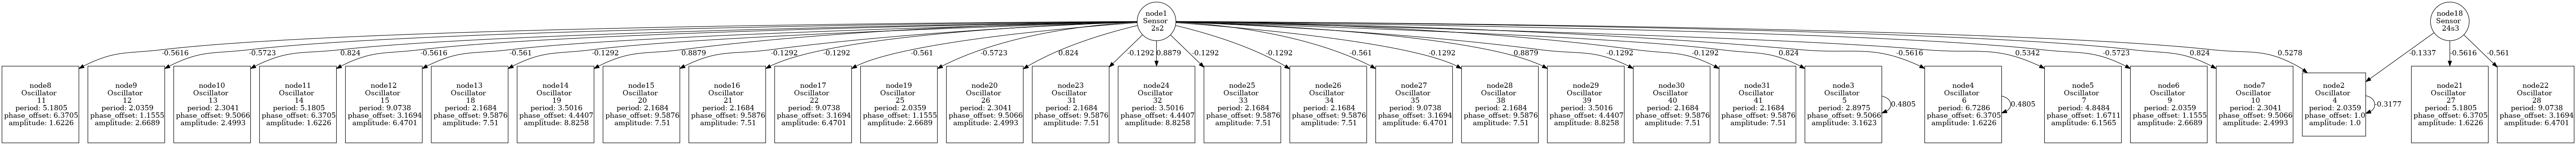 node1
Sensor
2s2
node18
Sensor
24s3
-0.5616
-0.5723
0.824
-0.5616
-0.561
-0.1292
0.8879
-0.1292
-0.1292
-0.561
-0.5723
0.824
-0.1292
0.8879
-0.1292
-0.1292
-0.561
-0.1292
0.8879
-0.1292
-0.1292
0.824
-0.5616
0.5342
-0.5723
0.824
0.5278
-0.1337
-0.5616
-0.561
node8
Oscillator
11
period: 5.1805
phase_offset: 6.3705
amplitude: 1.6226
node9
Oscillator
12
period: 2.0359
phase_offset: 1.1555
amplitude: 2.6689
node10
Oscillator
13
period: 2.3041
phase_offset: 9.5066
amplitude: 2.4993
node11
Oscillator
14
period: 5.1805
phase_offset: 6.3705
amplitude: 1.6226
node12
Oscillator
15
period: 9.0738
phase_offset: 3.1694
amplitude: 6.4701
node13
Oscillator
18
period: 2.1684
phase_offset: 9.5876
amplitude: 7.51
node14
Oscillator
19
period: 3.5016
phase_offset: 4.4407
amplitude: 8.8258
node15
Oscillator
20
period: 2.1684
phase_offset: 9.5876
amplitude: 7.51
node16
Oscillator
21
period: 2.1684
phase_offset: 9.5876
amplitude: 7.51
node17
Oscillator
22
period: 9.0738
phase_offset: 3.1694
amplitude: 6.4701
node19
Oscillator
25
period: 2.0359
phase_offset: 1.1555
amplitude: 2.6689
node20
Oscillator
26
period: 2.3041
phase_offset: 9.5066
amplitude: 2.4993
node23
Oscillator
31
period: 2.1684
phase_offset: 9.5876
amplitude: 7.51
node24
Oscillator
32
period: 3.5016
phase_offset: 4.4407
amplitude: 8.8258
node25
Oscillator
33
period: 2.1684
phase_offset: 9.5876
amplitude: 7.51
node26
Oscillator
34
period: 2.1684
phase_offset: 9.5876
amplitude: 7.51
node27
Oscillator
35
period: 9.0738
phase_offset: 3.1694
amplitude: 6.4701
node28
Oscillator
38
period: 2.1684
phase_offset: 9.5876
amplitude: 7.51
node29
Oscillator
39
period: 3.5016
phase_offset: 4.4407
amplitude: 8.8258
node30
Oscillator
40
period: 2.1684
phase_offset: 9.5876
amplitude: 7.51
node31
Oscillator
41
period: 2.1684
phase_offset: 9.5876
amplitude: 7.51
node3
Oscillator
5
period: 2.8975
phase_offset: 9.5066
amplitude: 3.1623
0.4805
node4
Oscillator
6
period: 6.7286
phase_offset: 6.3705
amplitude: 1.6226
0.4805
node5
Oscillator
7
period: 4.8484
phase_offset: 1.6711
amplitude: 6.1565
node6
Oscillator
9
period: 2.0359
phase_offset: 1.1555
amplitude: 2.6689
node7
Oscillator
10
period: 2.3041
phase_offset: 9.5066
amplitude: 2.4993
node2
Oscillator
4
period: 2.0359
phase_offset: 1.0
amplitude: 1.0
-0.3177
node21
Oscillator
27
period: 5.1805
phase_offset: 6.3705
amplitude: 1.6226
node22
Oscillator
28
period: 9.0738
phase_offset: 3.1694
amplitude: 6.4701